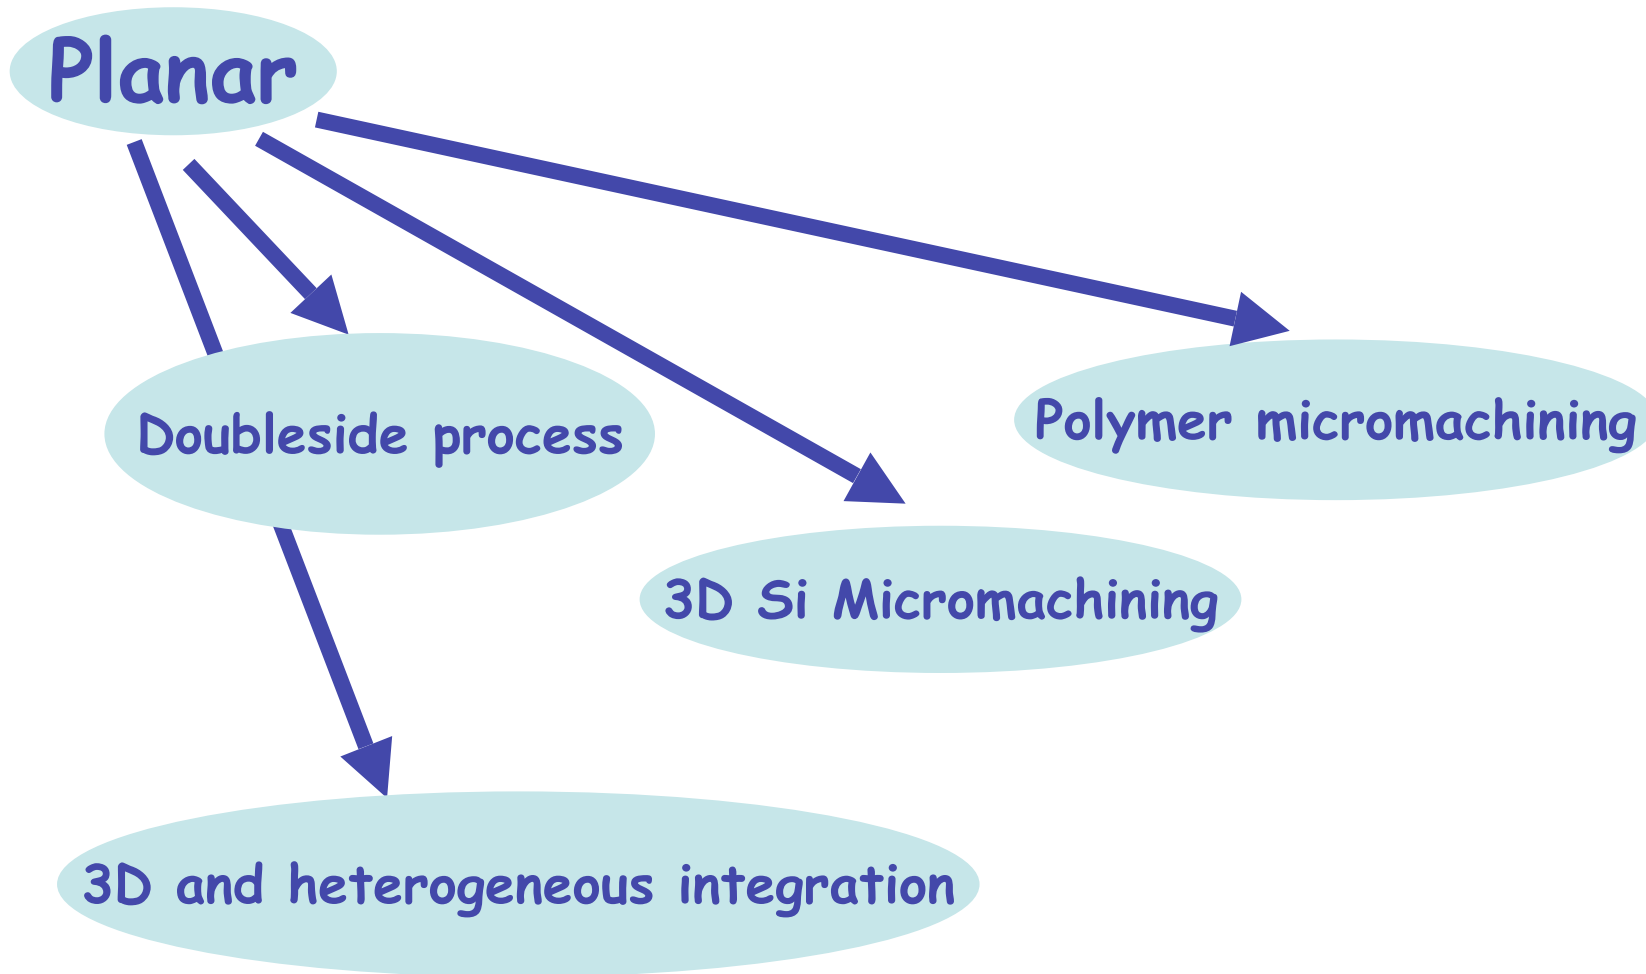 Planar
Doubleside process
Polymer micromachining
3D Si Micromachining
3D and heterogeneous integration